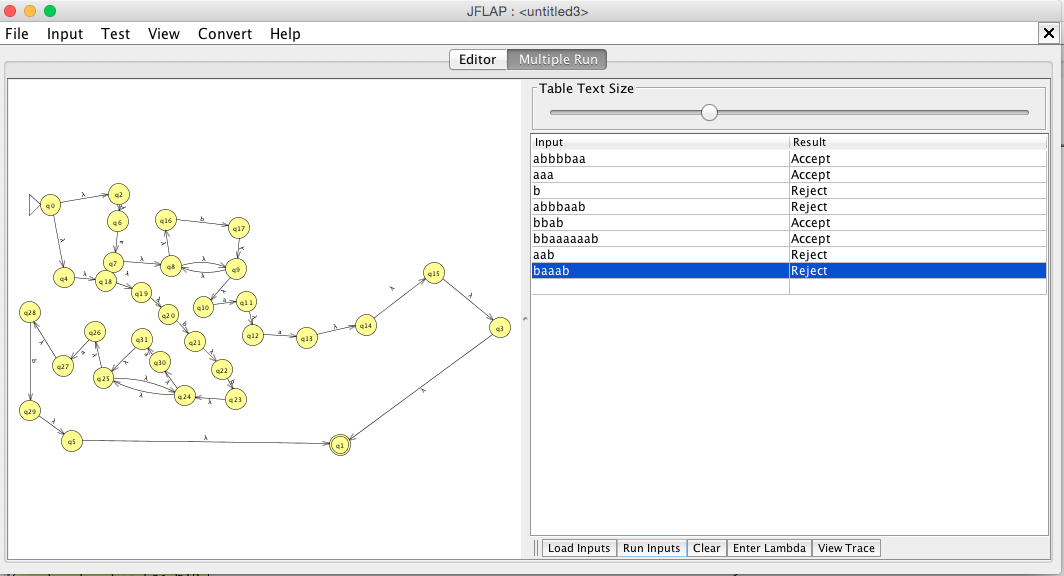 JFLAP : <untitled3>
File Input Test View Convert Help
Editor Multiple Run
Table Text Size
Input Result
abbbbaa Accept
aaa Accept
b Reject
abbbaab Reject
bbab Accept
bbaaaaaab Accept
aab Reject
baaab Reject
q0 λ q2
q6
q16 b q17
λ
a
λ
q7 λ q8 λ q9
λ
q4 λ q18
q19
q15
q10 a q11
q28
q20
q12 a q13 λ q14
q3
q26
q31
q21
q27
a
q30
q22
q25 λ q24 λ q23
λ
q29
q5 λ q1
Load Inputs Run Inputs Clear Enter Lambda View Trace